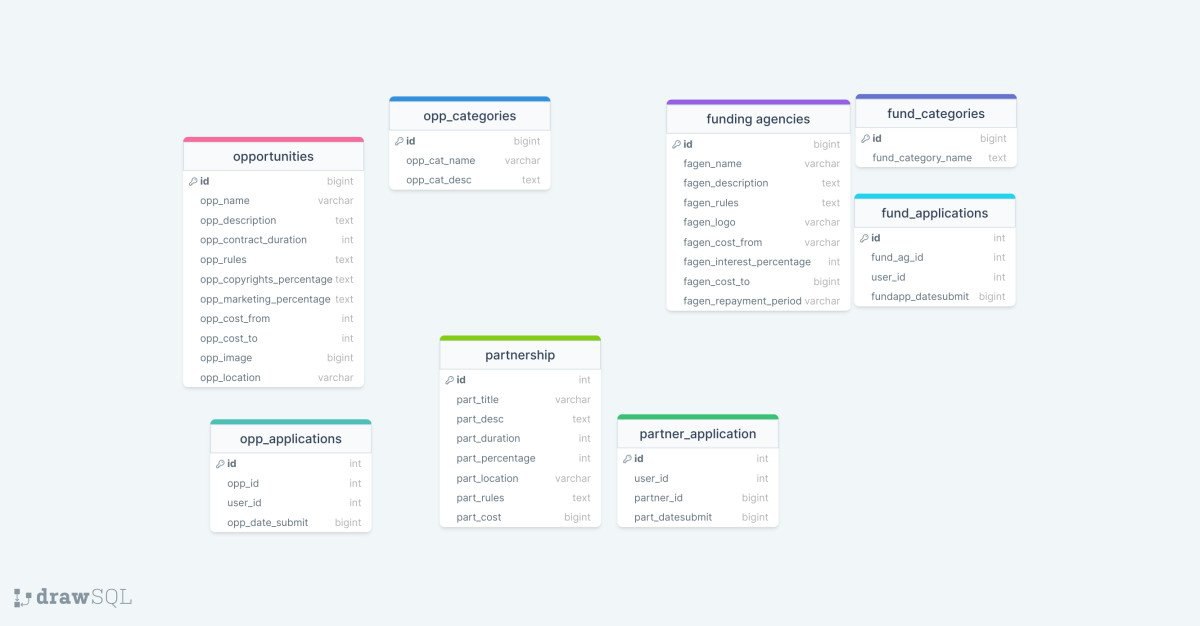 opp_categories
id bigint
opp_cat_name varchar
opp_cat_desc text
funding agencies
id bigint
fagen_name varchar
fagen_description text
fagen_rules text
fagen_logo varchar
fagen_cost_from varchar
fagen_interest_percentage int
fagen_cost_to bigint
fagen_repayment_period varchar
fund_categories
id bigint
fund_category_name text
opportunities
id bigint
opp_name varchar
opp_description text
opp_contract_duration int
opp_rules text
opp_copyrights_percentage text
opp_marketing_percentage text
opp_cost_from int
opp_cost_to int
opp_image bigint
opp_location varchar
fund_applications
id int
fund_ag_id int
user_id int
fundapp_datesubmit bigint
partnership
id int
part_title varchar
part_desc text
part_duration int
part_percentage int
part_location varchar
part_rules text
part_cost bigint
opp_applications
id int
opp_id int
user_id int
opp_date_submit bigint
partner_application
id int
user_id int
partner_id bigint
part_datesubmit bigint
drawSQL